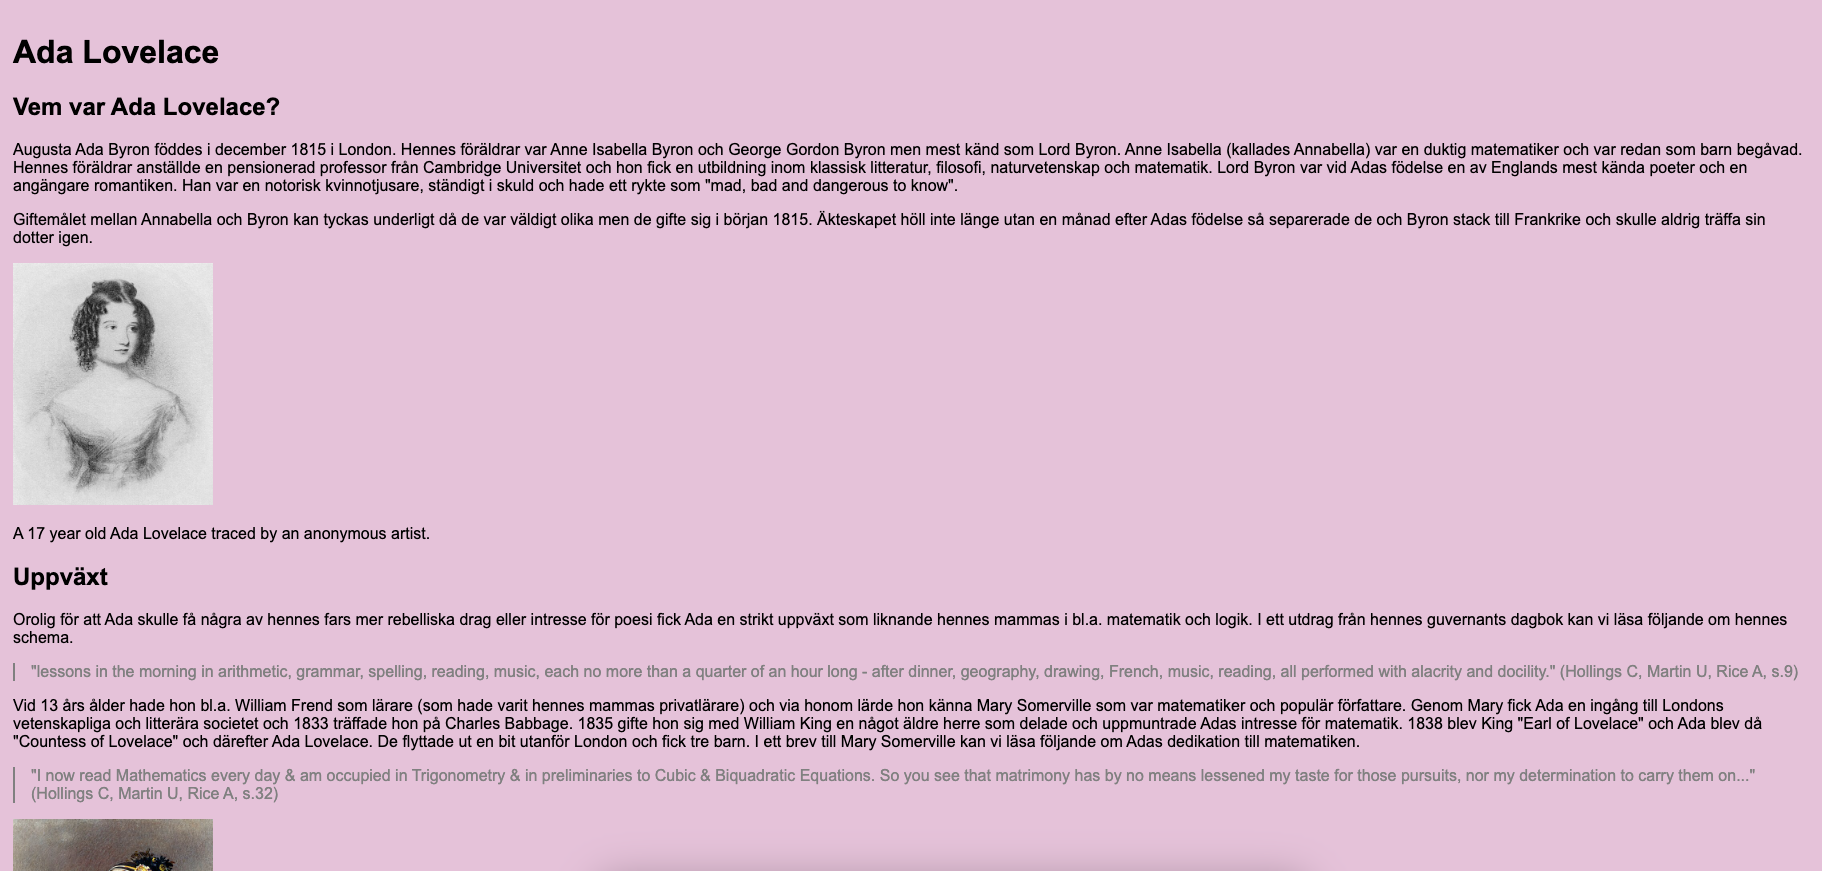 Ada Lovelace
Vem var Ada Lovelace?
Augusta Ada Byron föddes i december 1815 i London. Hennes föräldrar var Anne Isabella Byron och George Gordon Byron men mest känd som Lord Byron. Anne Isabella (kallades Annabella) var en duktig matematiker och var redan som barn begåvad.
Hennes föräldrar anställde en pensionerad professor från Cambridge Universitet och hon fick en utbildning inom klassisk litteratur, filosofi, naturvetenskap och matematik. Lord Byron var vid Adas födelse en av Englands mest kända poeter och en
angängare romantiken. Han var en notorisk kvinnotjusare, ständigt i skuld och hade ett rykte som "mad, bad and dangerous to know".
Giftemålet mellan Annabella och Byron kan tyckas underligt då de var väldigt olika men de gifte sig i början 1815. Äkteskapet höll inte länge utan en månad efter Adas födelse så separerade de och Byron stack till Frankrike och skulle aldrig träffa sin
dotter igen.
A 17 year old Ada Lovelace traced by an anonymous artist.
Uppväxt
Orolig för att Ada skulle få några av hennes fars mer rebelliska drag eller intresse för poesi fick Ada en strikt uppväxt som liknande hennes mammas i bl.a. matematik och logik. I ett utdrag från hennes guvernants dagbok kan vi läsa följande om hennes
schema.
"lessons in the morning in arithmetic, grammar, spelling, reading, music, each no more than a quarter of an hour long - after dinner, geography, drawing, French, music, reading, all performed with alacrity and docility." (Hollings C, Martin U, Rice A, s.9)
Vid 13 års ålder hade hon bl.a. William Frend som lärare (som hade varit hennes mammas privatlärare) och via honom lärde hon känna Mary Somerville som var matematiker och populär författare. Genom Mary fick Ada en ingång till Londons
vetenskapliga och litterära societet och 1833 träffade hon på Charles Babbage. 1835 gifte hon sig med William King en något äldre herre som delade och uppmuntrade Adas intresse för matematik. 1838 blev King "Earl of Lovelace" och Ada blev då
"Countess of Lovelace" och därefter Ada Lovelace. De flyttade ut en bit utanför London och fick tre barn. I ett brev till Mary Somerville kan vi läsa följande om Adas dedikation till matematiken.
"I now read Mathematics every day & am occupied in Trigonometry & in preliminaries to Cubic & Biquadratic Equations. So you see that matrimony has by no means lessened my taste for those pursuits, nor my determination to carry them on..."
(Hollings C, Martin U, Rice A, s.32)